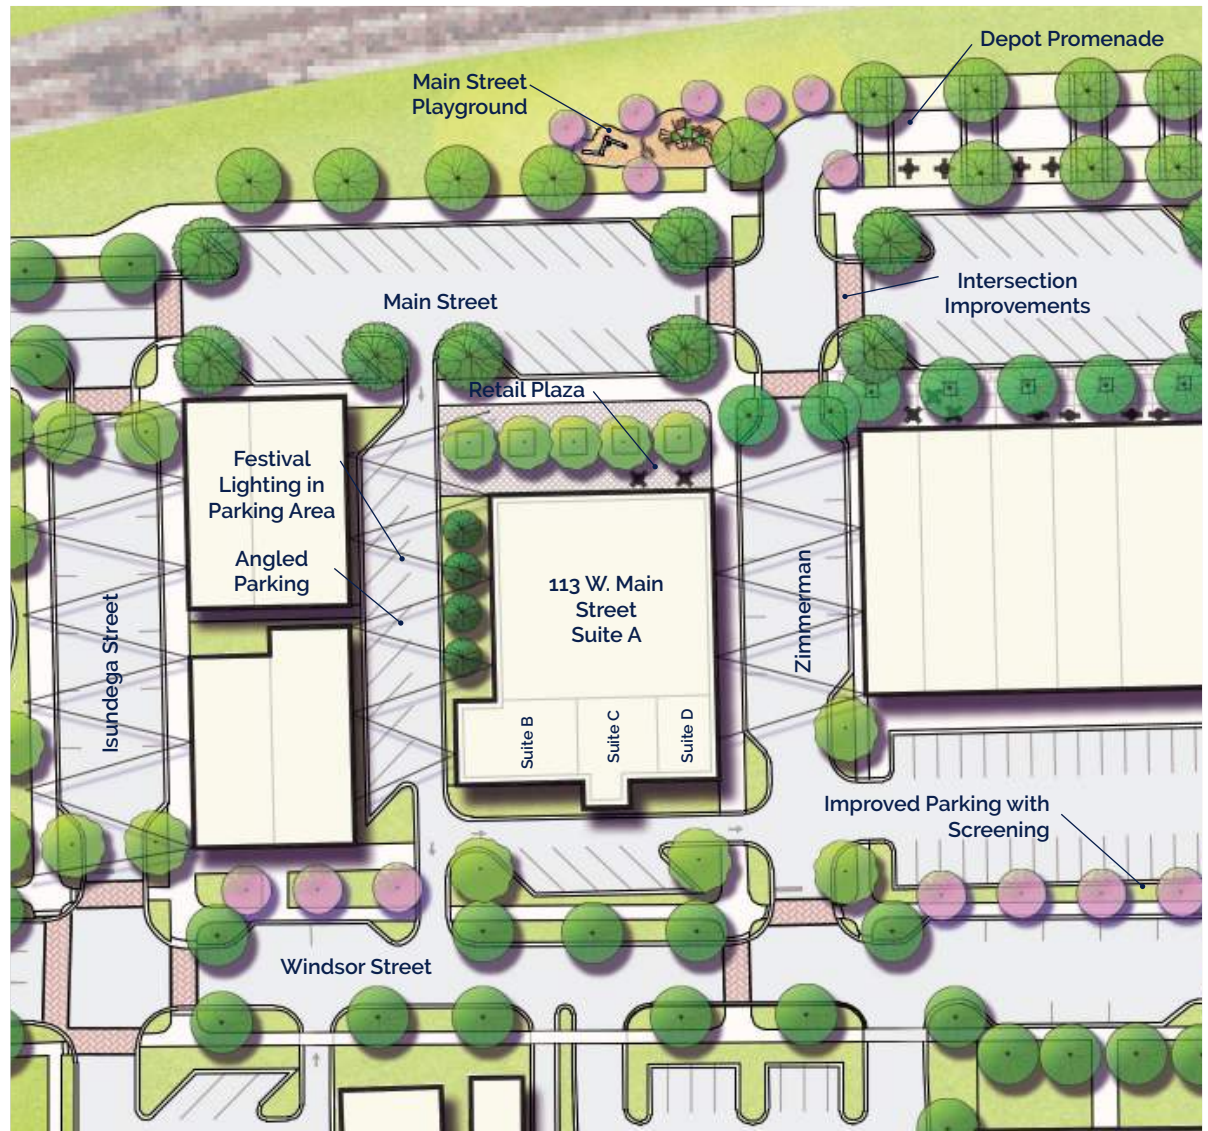 Depot Promenade
Main Street
Playground
Intersection
Improvements
Main Street
Retail Plaza
Festival
Lighting in
Parking Area
Angled
Parking
113 W. Main
Street
Suite A
Zimmerman
Isundega Street
Suite B
Suite C
Suite D
Improved Parking with
Screening
Windsor Street